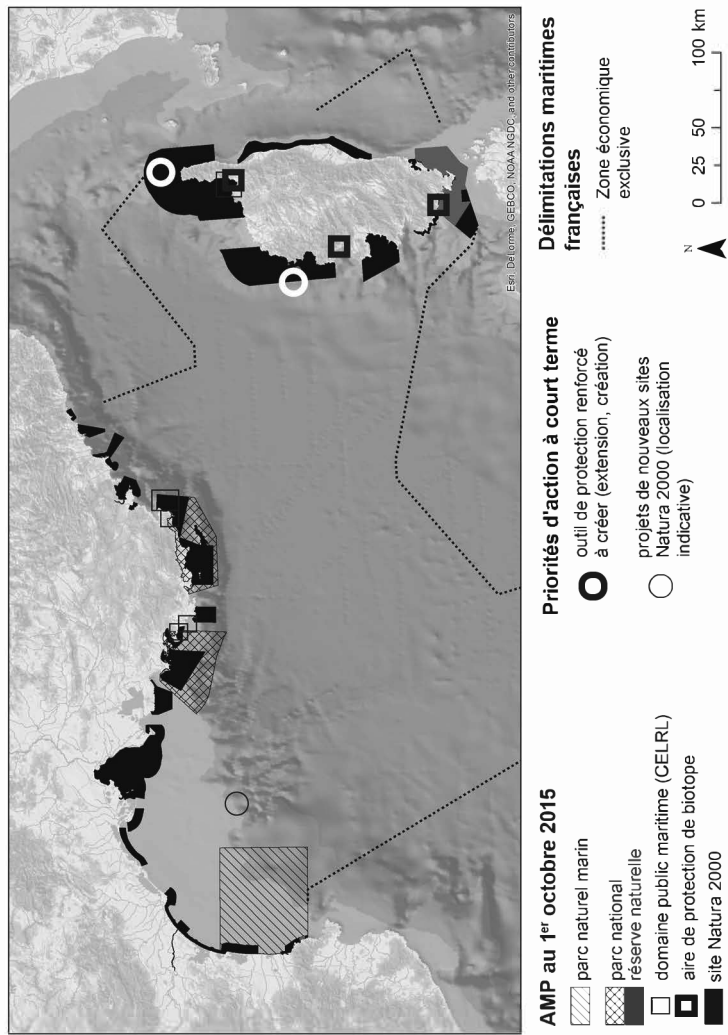 Esri, DeLorme, GEBCO, NOAA NGDC, and other contributors
AMP au 1er octobre 2015
parc naturel marin
parc national
réserve naturelle
domaine public maritime (CELRL)
aire de protection de biotope
site Natura 2000
Priorités d'action à court terme
outil de protection renforcé
à créer (extension, création)
projets de nouveaux sites
Natura 2000 (localisation
indicative)
Délimitations maritimes
françaises
Zone économique
exclusive
N
0 25 50 100 km